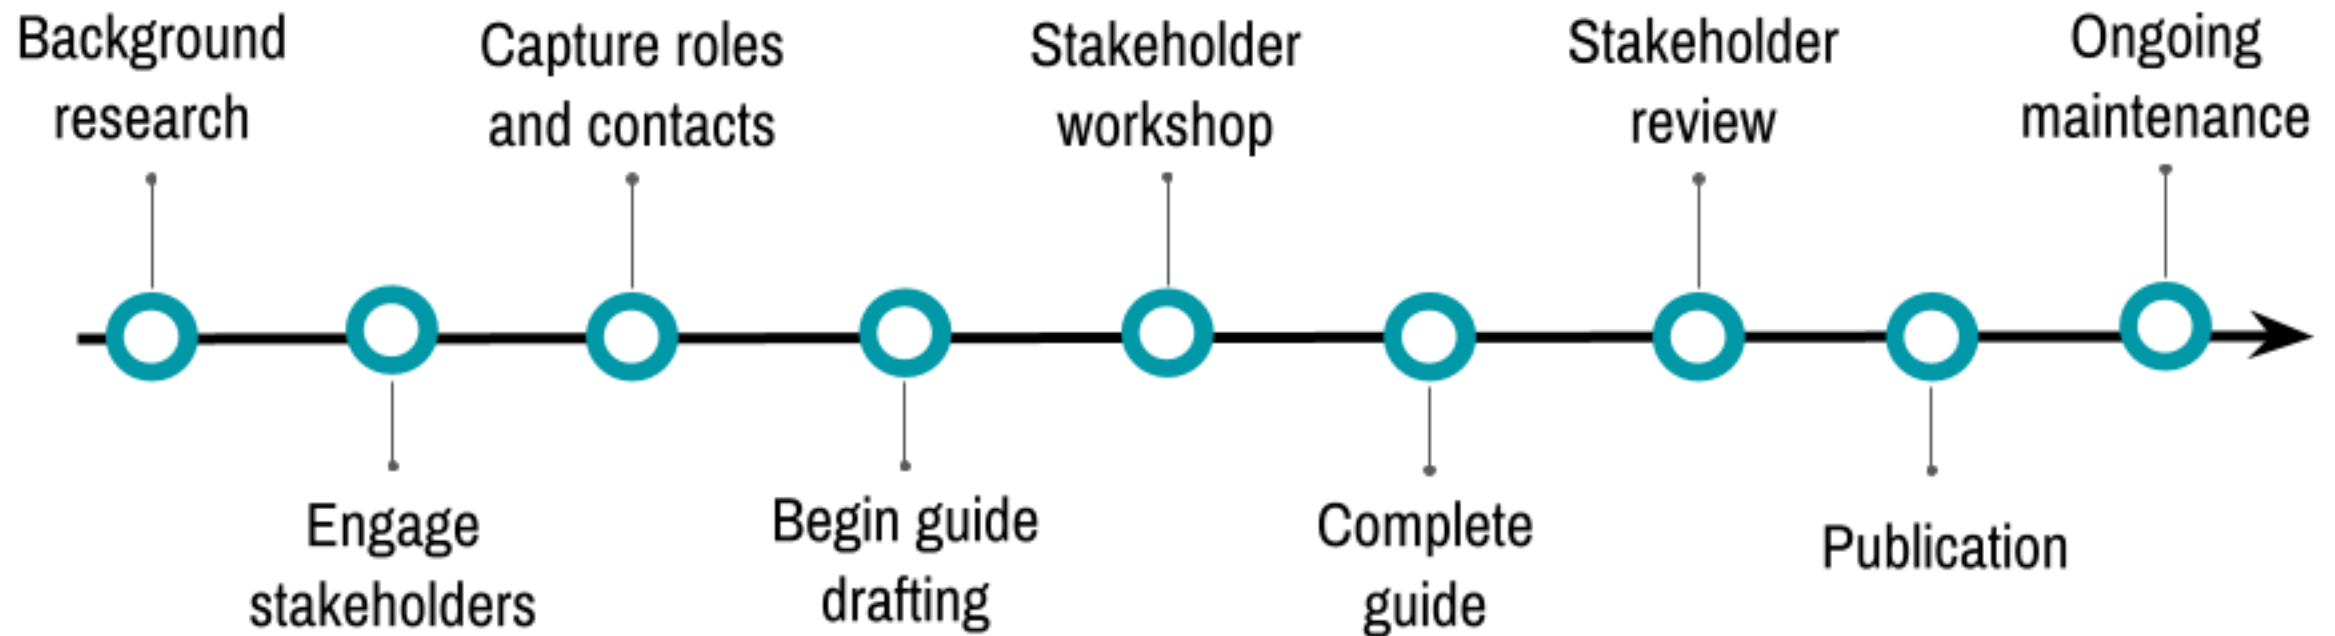 Background
research
Engage
stakeholders
Capture roles
and contacts
Begin guide
drafting
Stakeholder
workshop
Complete
guide
Stakeholder
review
Publication
Ongoing
maintenance